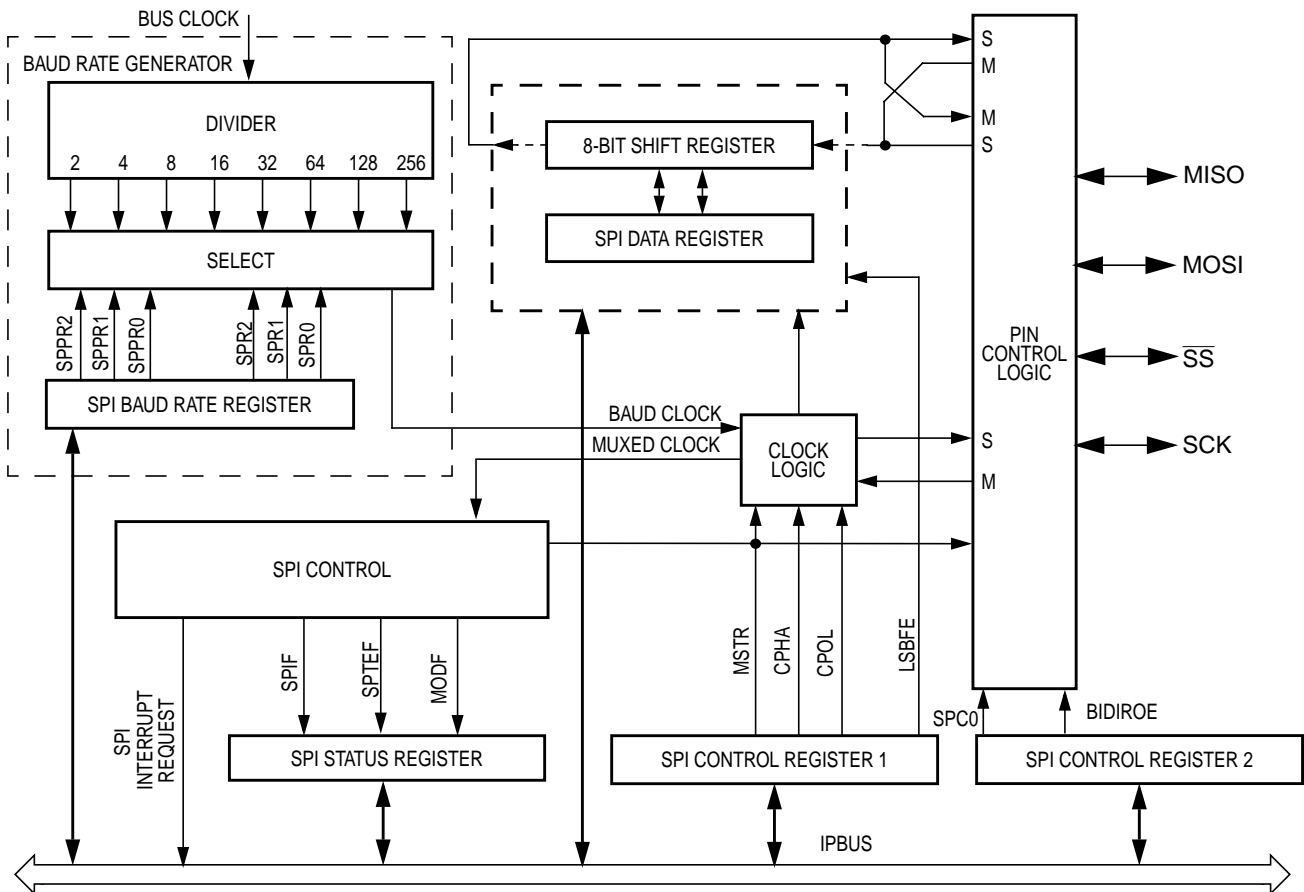 BUS CLOCK
BAUD RATE GENERATOR
DIVIDER
2 4 8 16 32 64 128 256
SELECT
SPPR2
SPPR1
SPPR0
SPR2
SPR1
SPR0
SPI BAUD RATE REGISTER
8-BIT SHIFT REGISTER
SPI DATA REGISTER
S
M
M
S
MISO
MOSI
SS
SCK
PIN
CONTROL
LOGIC
BAUD CLOCK
MUXED CLOCK
CLOCK
LOGIC
S
M
SPI CONTROL
SPI
INTERRUPT
REQUEST
SPIF
SPTEF
MODF
MSTR
CPHA
CPOL
LSBFE
SPC0
BIDIROE
SPI STATUS REGISTER
SPI CONTROL REGISTER 1
SPI CONTROL REGISTER 2
IPBUS